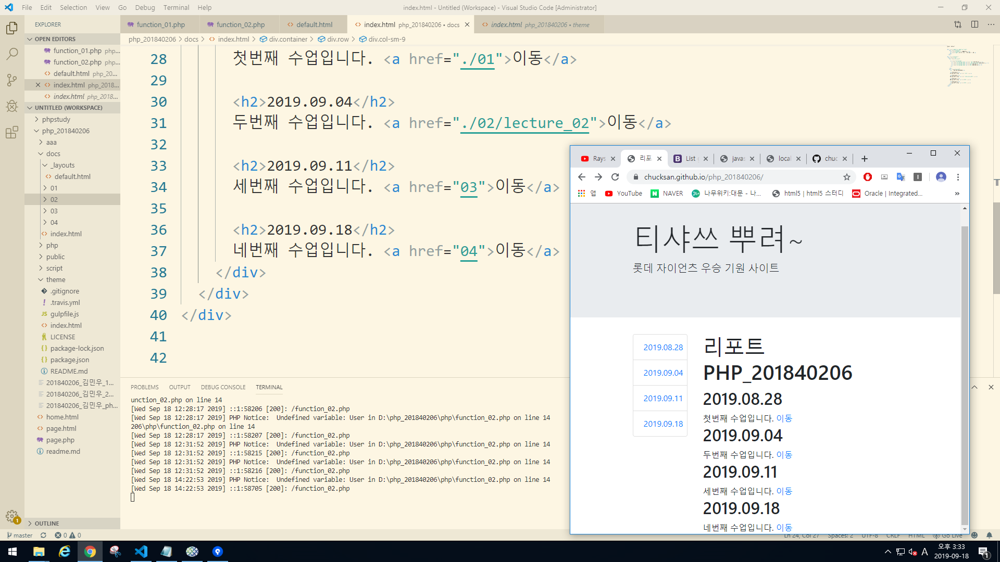 File Edit Selection View Go Debug Terminal Help
index.html - Untitled (Workspace) - Visual Studio Code [Administrator]
EXPLORER
OPEN EDITORS
function_01.php php...
function_02.php php...
default.html php_20...
index.html php_2018...
index.html php_2018...
UNTITLED (WORKSPACE)
phpstudy
php_201840206
aaa
docs
_layouts
default.html
01
02
03
04
index.html
php
public
script
theme
.gitignore
.travis.yml
gulpfile.js
index.html
LICENSE
package-lock.json
package.json
README.md
201840206_김민우_1...
201840206_김민우_2...
201840206_김민우_ph...
home.html
page.html
page.php
readme.md
OUTLINE
function_01.php
function_02.php
default.html
index.html php_201840206 • docs
index.html php_201840206 • theme
php_201840206 > docs > index.html > div.container > div.row > div.col-sm-9
28 첫번째 수업입니다. <a href="./01">이동</a>
29
30 <h2>2019.09.04</h2>
31 두번째 수업입니다. <a href="./02/lecture_02">이동</a>
32
33 <h2>2019.09.11</h2>
34 세번째 수업입니다. <a href="03">이동</a>
35
36 <h2>2019.09.18</h2>
37 네번째 수업입니다. <a href="04">이동</a>
38 </div>
39 </div>
40 </div>
41
42
PROBLEMS OUTPUT DEBUG CONSOLE TERMINAL
unction_02.php on line 14
[Wed Sep 18 12:28:17 2019] ::1:58206 [200]: /function_02.php
[Wed Sep 18 12:28:17 2019] PHP Notice:  Undefined variable: User in D:\php_201840206\php\function_02.php on line 14
206\php\function_02.php on line 14
[Wed Sep 18 12:28:17 2019] ::1:58207 [200]: /function_02.php
[Wed Sep 18 12:31:52 2019] PHP Notice:  Undefined variable: User in D:\php_201840206\php\function_02.php on line 14
[Wed Sep 18 12:31:52 2019] ::1:58215 [200]: /function_02.php
[Wed Sep 18 12:31:52 2019] PHP Notice:  Undefined variable: User in D:\php_201840206\php\function_02.php on line 14
[Wed Sep 18 12:31:52 2019] ::1:58216 [200]: /function_02.php
[Wed Sep 18 14:22:53 2019] PHP Notice:  Undefined variable: User in D:\php_201840206\php\function_02.php on line 14
[Wed Sep 18 14:22:53 2019] ::1:58705 [200]: /function_02.php
Rays 리포 List javas local chuc
chucksan.github.io/php_201840206/
앱 YouTube NAVER 나무위키:대문 - 나... html5 | html5 스터디 Oracle | Integrated... »
티샤쓰 뿌려~
롯데 자이언츠 우승 기원 사이트
2019.08.28
2019.09.04
2019.09.11
2019.09.18
리포트
PHP_201840206
2019.08.28
첫번째 수업입니다. 이동
2019.09.04
두번째 수업입니다. 이동
2019.09.11
세번째 수업입니다. 이동
2019.09.18
네번째 수업입니다. 이동
master 0 0
Ln 24, Col 27 Spaces: 2 UTF-8 CRLF HTML Go Live
A
오후 3:33
2019-09-18
1